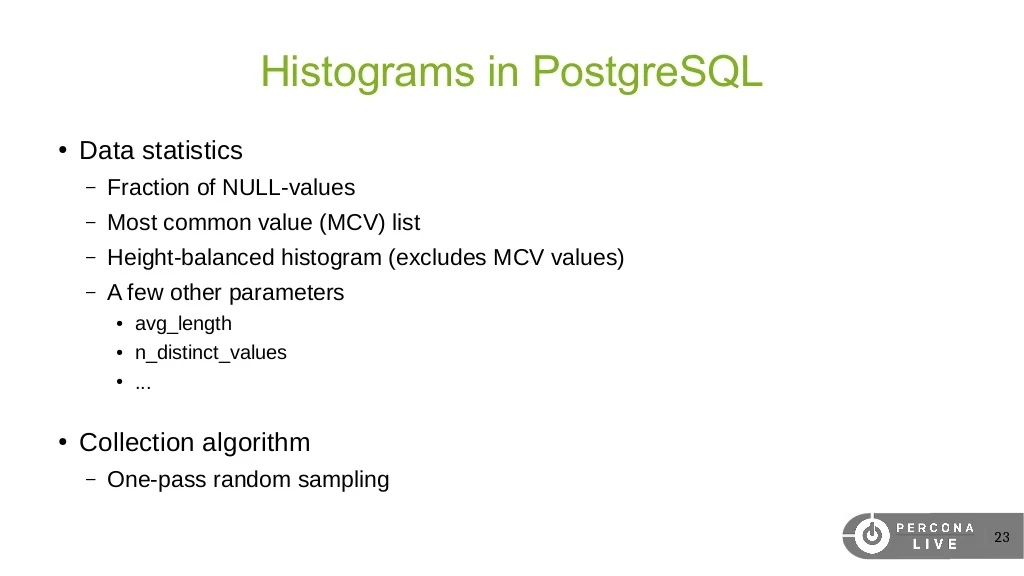 Histograms in PostgreSQL
• Data statistics
– Fraction of NULL-values
– Most common value (MCV) list
– Height-balanced histogram (excludes MCV values)
– A few other parameters
• avg_length
• n_distinct_values
• ...
• Collection algorithm
– One-pass random sampling
PERCONA
LIVE
23